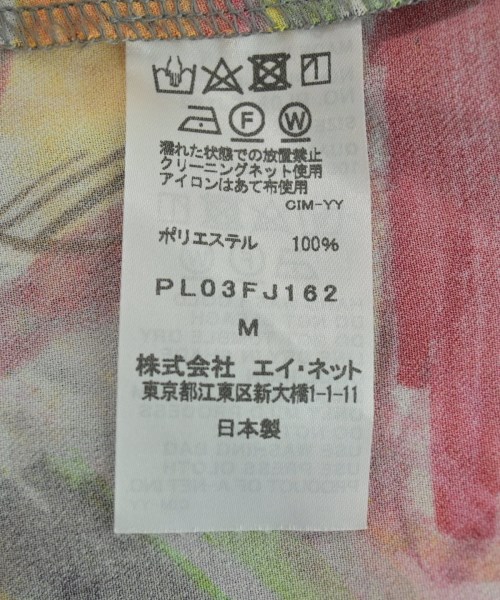 F W
濡れた状態での放置禁止
クリーニングネット使用
アイロンはあて布使用
CIM-YY
ポリエステル 100%
PL03FJ162
M
株式会社 エイ・ネット
東京都江東区新大橋1-1-11
日本製